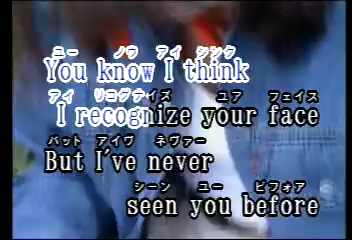 ユー ノウ アイ シンク
You know I think
アイ リコグナイズ ユア フェイス
I recognize your face
バット アイヴ ネヴァー
But I've never
シーン ユー ビフォア
seen you before